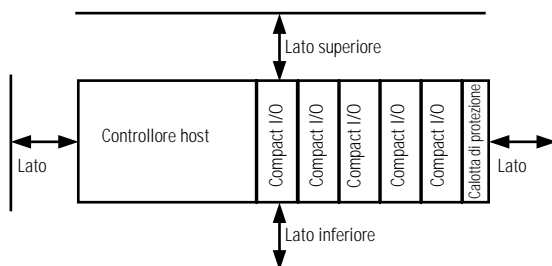 Lato superiore
Controllore host
Compact I/O
Compact I/O
Compact I/O
Compact I/O
Compact I/O
Calotta di protezione
Lato
Lato
Lato inferiore